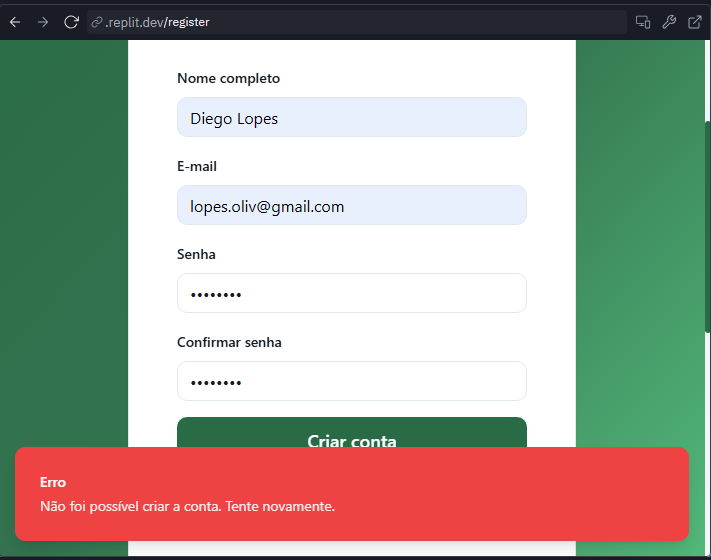 .replit.dev/register
Nome completo
Diego Lopes
E-mail
lopes.oliv@gmail.com
Senha
••••••••
Confirmar senha
••••••••
Criar conta
Erro
Não foi possível criar a conta. Tente novamente.